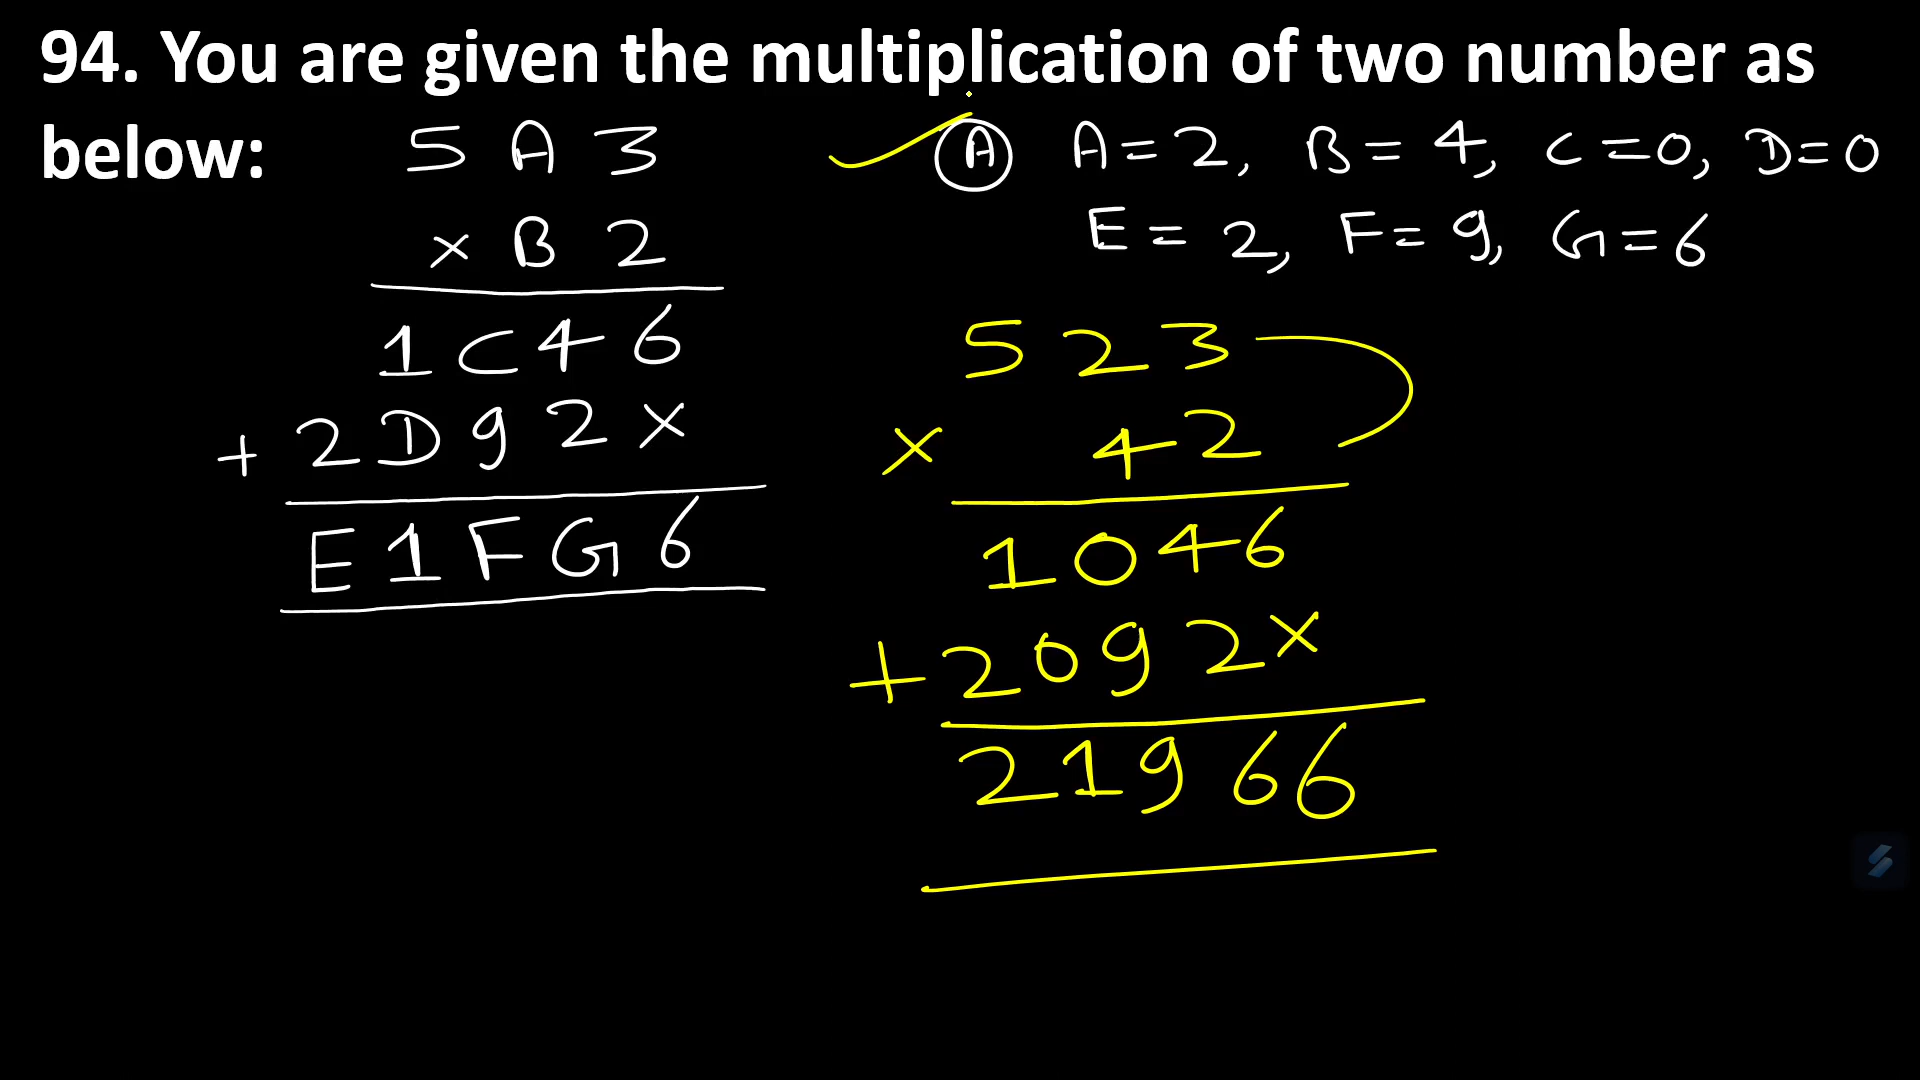 94. You are given the multiplication of two number as
below:
5 A 3
× B 2
1 C 4 6
+ 2 D 9 2 ×
E 1 F G 6
A A = 2, B = 4, C = 0, D = 0
E = 2, F = 9, G = 6
5 2 3
× 4 2
1 0 4 6
+ 2 0 9 2 ×
2 1 9 6 6